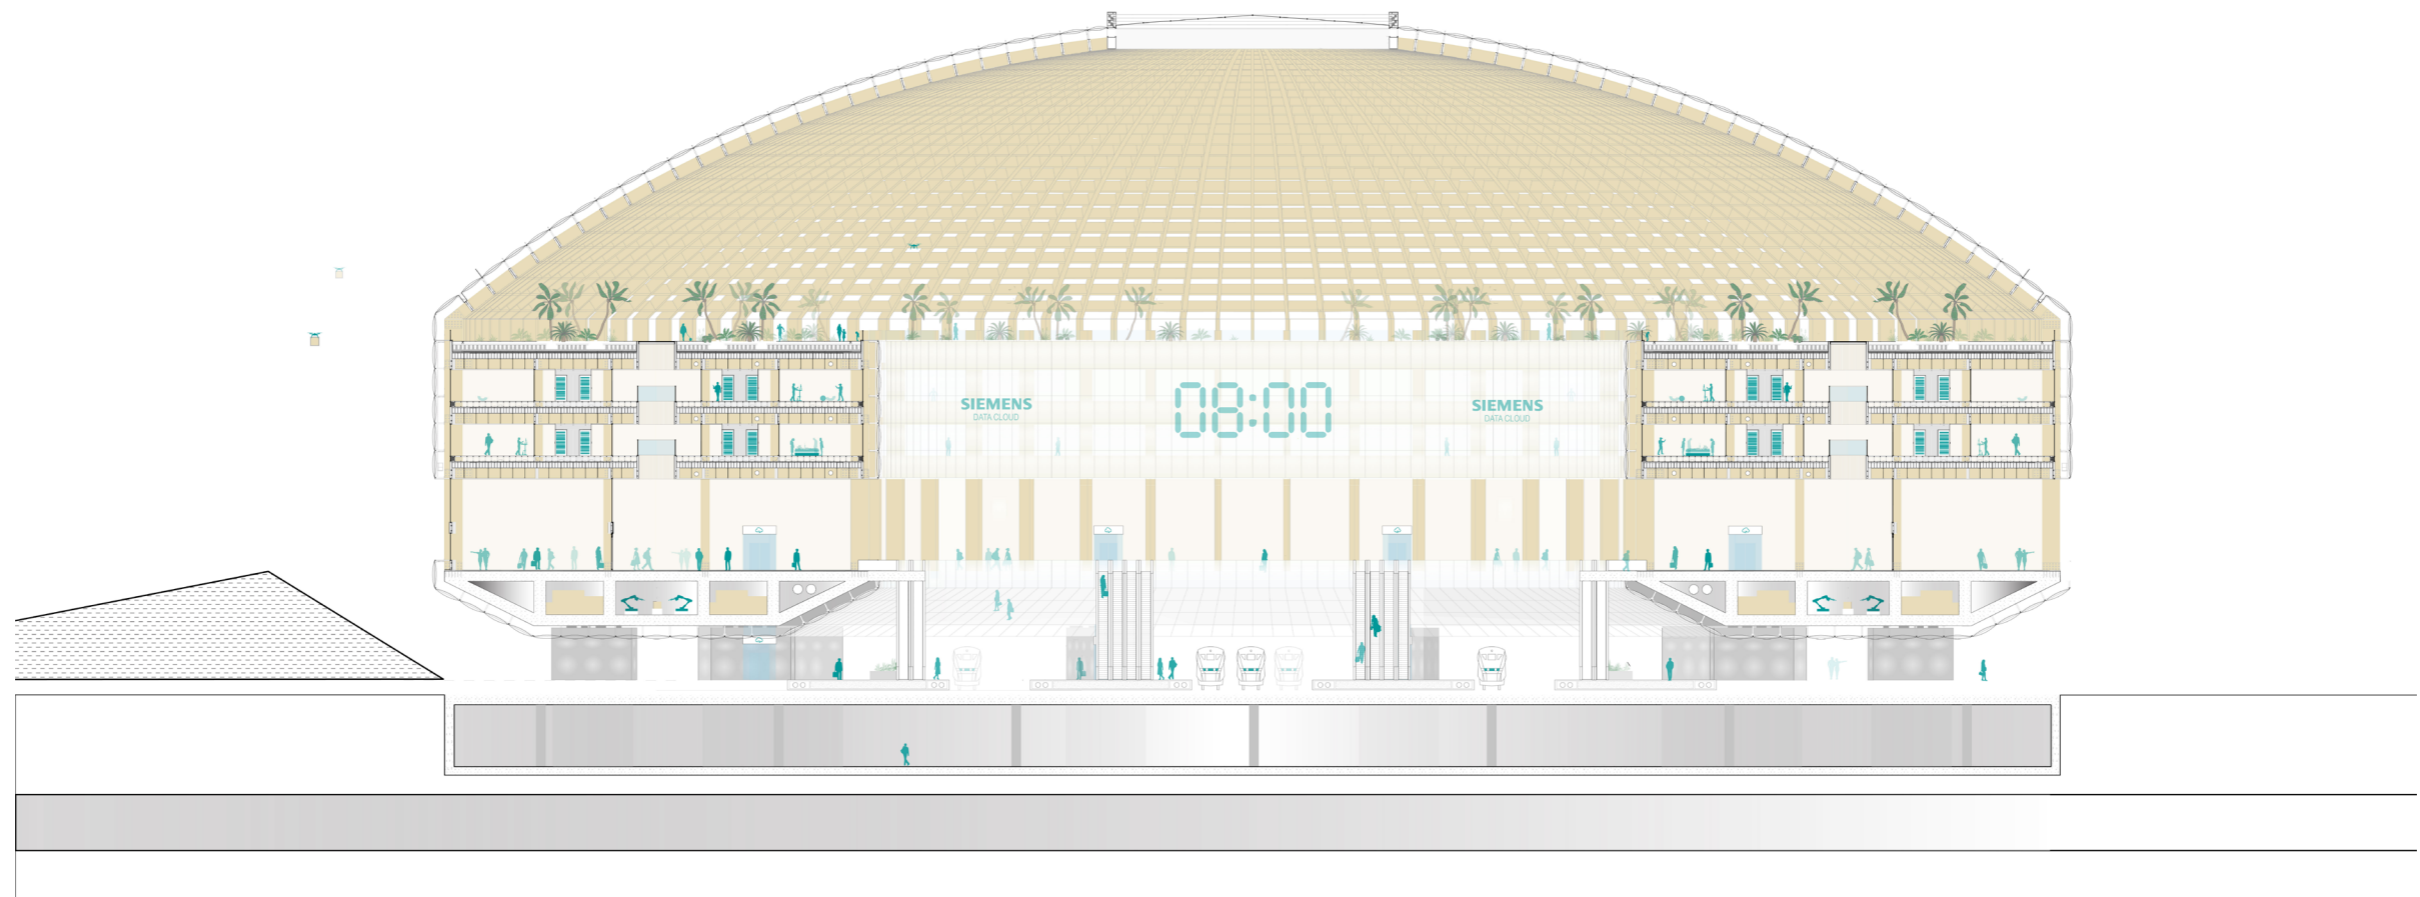 SIEMENS
DATA CLOUD
08:00
SIEMENS
DATA CLOUD